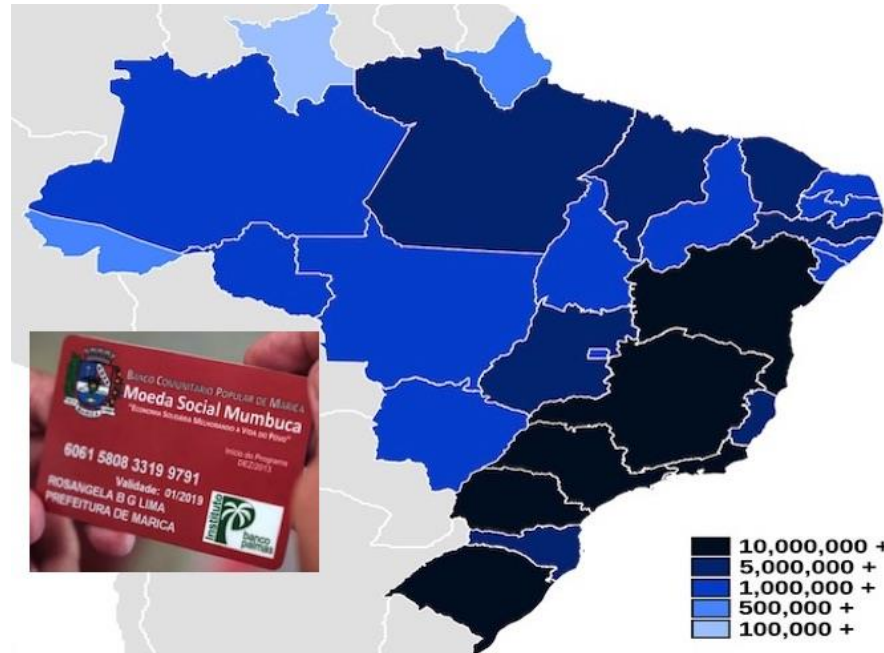 BANCO COMUNITARIO POPULAR DE MARICA
Moeda Social Mumbuca
"ECONOMIA SOLIDÁRIA MELHORANDO A VIDA DO POVO"
Início do Programa
DEZ/2013
6061 5808 3319 9791
Validade: 01/2019
ROSANGELA B G LIMA
PREFEITURA DE MARICA
Instituto
banco
palmas
10,000,000 +
5,000,000 +
1,000,000 +
500,000 +
100,000 +